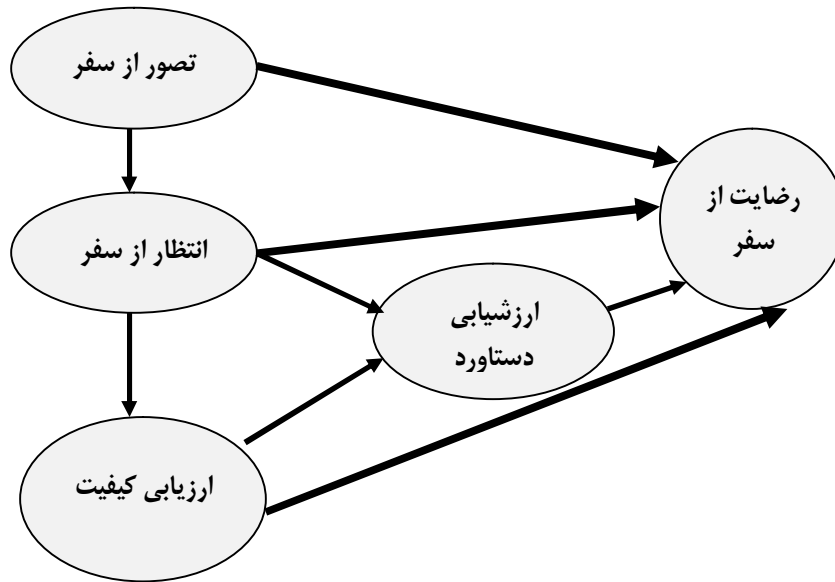 تصور از سفر
رضایت از
سفر
انتظار از سفر
ارزشیابی
دستاورد
ارزیابی کیفیت